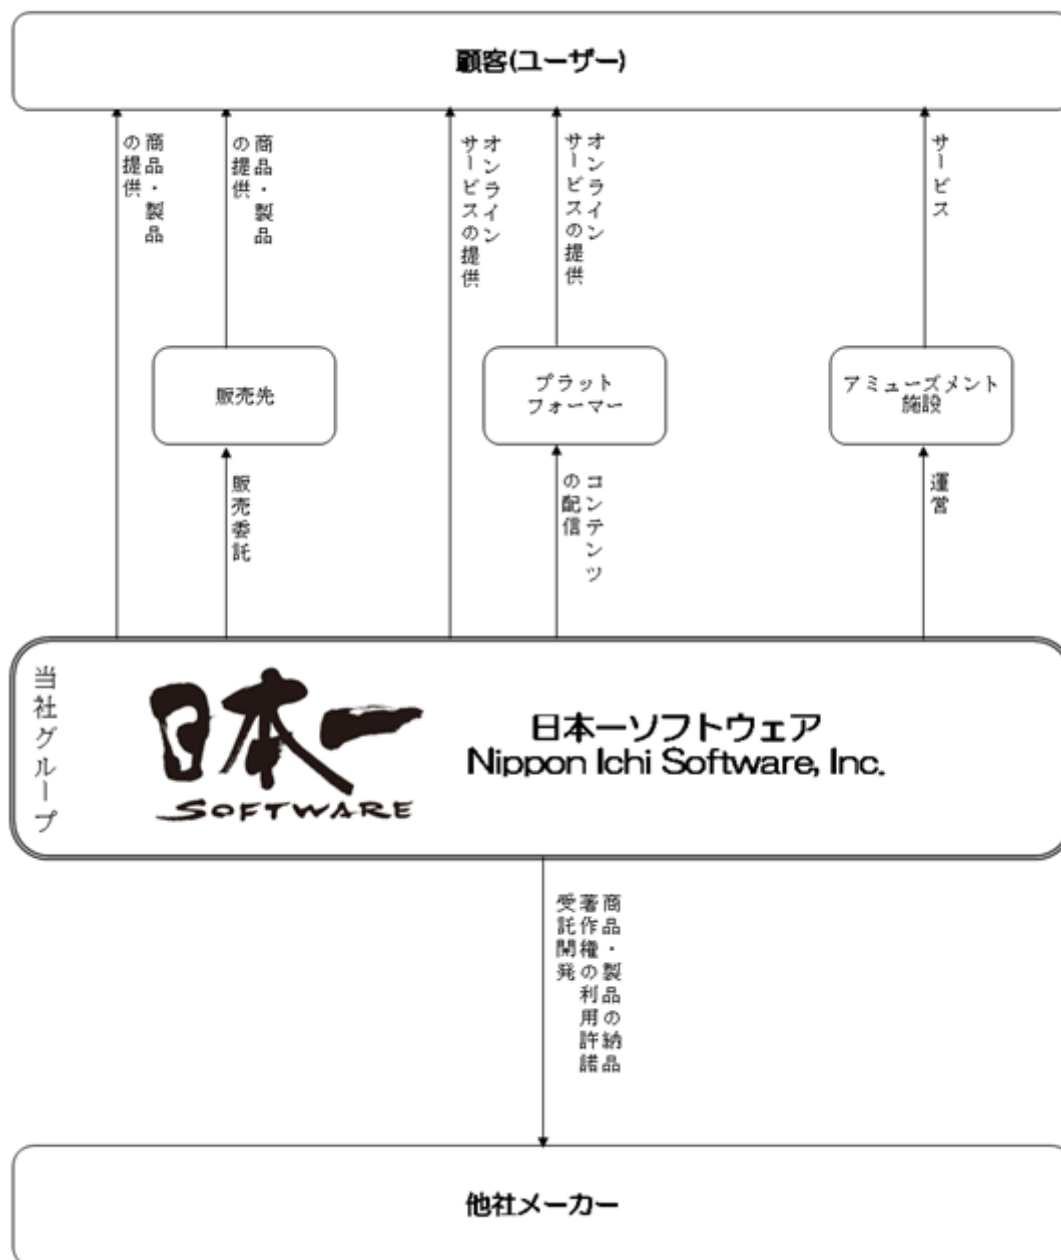 顧客(ユーザー)
商品・製品
の提供
商品・製品
の提供
オンライン
サービスの提供
オンライン
サービスの提供
サービス
販売先
プラット
フォーマー
アミューズメント
施設
販売委託
コンテンツ
の配信
運営
当社グループ
日本一
SOFTWARE
日本一ソフトウェア
Nippon Ichi Software, Inc.
商品・製品の納品
著作権の利用許諾
受託開発
他社メーカー